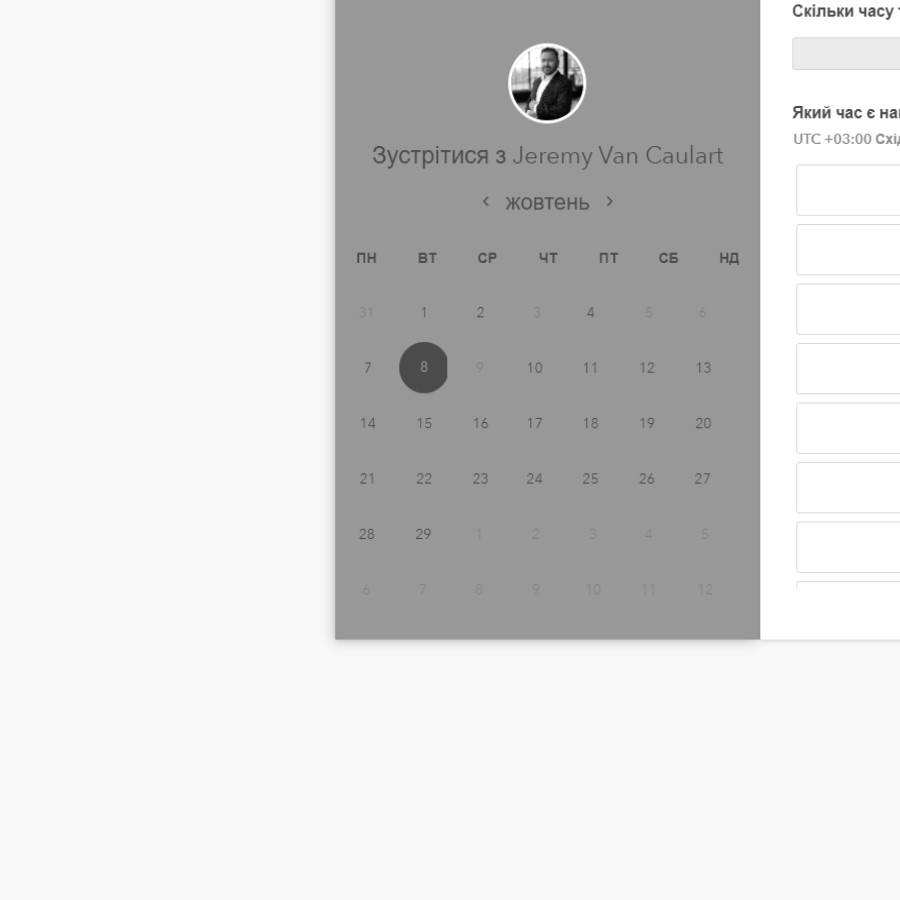 Зустрітися з Jeremy Van Caulart
жовтень
ПН ВТ СР ЧТ ПТ СБ НД
31 1 2 3 4 5 6
7 8 9 10 11 12 13
14 15 16 17 18 19 20
21 22 23 24 25 26 27
28 29 1 2 3 4 5
6 7 8 9 10 11 12
Скільки часу
Який час є
UTC +03:00